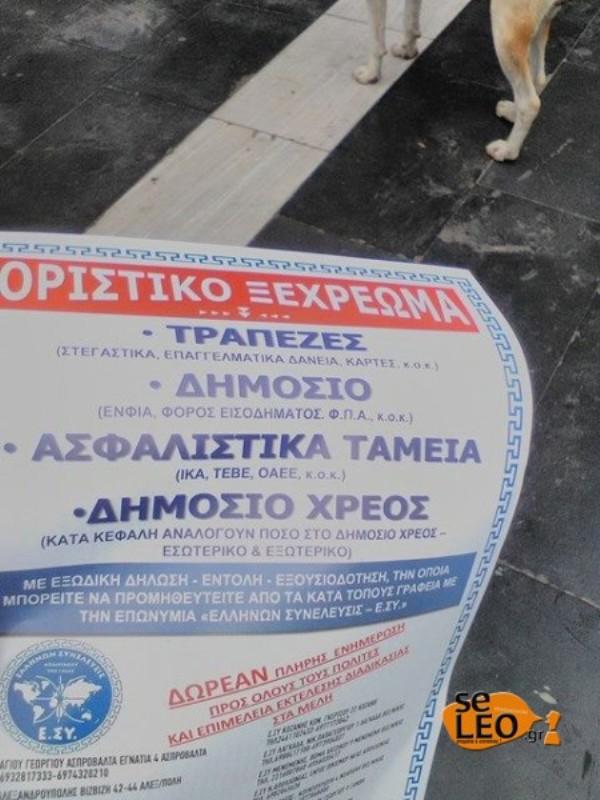 ΟΡΙΣΤΙΚΟ ΞΕΧΡΕΩΜΑ
• ΤΡΑΠΕΖΕΣ
(ΣΤΕΓΑΣΤΙΚΑ, ΕΠΑΓΓΕΛΜΑΤΙΚΑ ΔΑΝΕΙΑ, ΚΑΡΤΕΣ, κ.ο.κ.)
• ΔΗΜΟΣΙΟ
(ΕΝΦΙΑ, ΦΟΡΟΣ ΕΙΣΟΔΗΜΑΤΟΣ. Φ.Π.Α., κ.ο.κ.)
• ΑΣΦΑΛΙΣΤΙΚΑ ΤΑΜΕΙΑ
(ΙΚΑ, ΤΕΒΕ, ΟΑΕΕ, κ.ο.κ.)
•ΔΗΜΟΣΙΟ ΧΡΕΟΣ
(ΚΑΤΑ ΚΕΦΑΛΗ ΑΝΑΛΟΓΟΥΝ ΠΟΣΟ ΣΤΟ ΔΗΜΟΣΙΟ ΧΡΕΟΣ –
ΕΣΩΤΕΡΙΚΟ & ΕΞΩΤΕΡΙΚΟ)
ΜΕ ΕΞΩΔΙΚΗ ΔΗΛΩΣΗ - ΕΝΤΟΛΗ - ΕΞΟΥΣΙΟΔΟΤΗΣΗ, ΤΗΝ ΟΠΟΙΑ
ΜΠΟΡΕΙΤΕ ΝΑ ΠΡΟΜΗΘΕΥΤΕΙΤΕ ΑΠΟ ΤΑ ΚΑΤΑ ΤΟΠΟΥΣ ΓΡΑΦΕΙΑ ΜΕ
ΤΗΝ ΕΠΩΝΥΜΙΑ «ΕΛΛΗΝΩΝ ΣΥΝΕΛΕΥΣΙΣ – Ε.ΣΥ.»
ΕΛΛΗΝΩΝ ΣΥΝΕΛΕΥΣΙΣ
Ε.ΣΥ.
ΔΩΡΕΑΝ ΠΛΗΡΗΣ ΕΝΗΜΕΡΩΣΗ
ΠΡΟΣ ΟΛΟΥΣ ΤΟΥΣ ΠΟΛΙΤΕΣ
ΚΑΙ ΕΠΙΜΕΛΕΙΑ ΕΚΤΕΛΕΣΗΣ ΔΙΑΔΙΚΑΣΙΑΣ
ΣΤΑ ΜΕΛΗ
ΑΓΙΟΥ ΓΕΩΡΓΙΟΥ ΑΣΠΡΟΒΑΛΤΑ ΕΓΝΑΤΙΑ 4 ΑΣΠΡΟΒΑΛΤΑ
6932817333-6974320210
ΑΛΕΞΑΝΔΡΟΥΠΟΛΗΣ ΒΙΖΒΙΖΗ 42-44 ΑΛΕΞ/ΠΟΛΗ
se
LEO.gr!